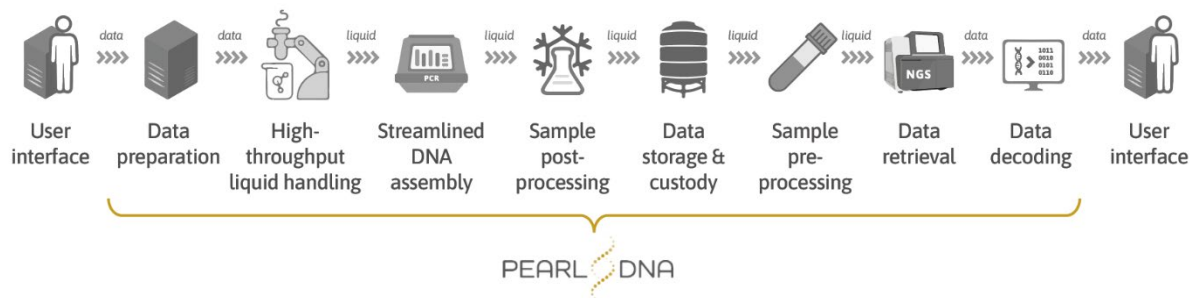 data
data
liquid
liquid
liquid
liquid
liquid
data
data
PCR
NGS
1011
0010
0101
0110
User
interface
Data
preparation
High-
throughput
liquid handling
Streamlined
DNA
assembly
Sample
post-
processing
Data
storage &
custody
Sample
pre-
processing
Data
retrieval
Data
decoding
User
interface
PEARL DNA